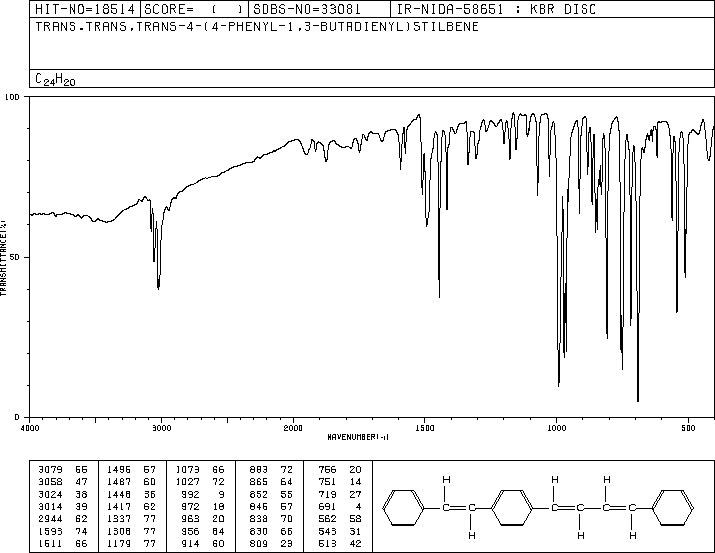 HIT-NO=18514 SCORE= ( ) SDBS-NO=33081 IR-NIDA-58651 : KBR DISC
TRANS,TRANS,TRANS-4-(4-PHENYL-1,3-BUTADIENYL)STILBENE
C24H20
100
50
0
TRANSMITTANCE(%)
4000 3000 2000 1500 1000 500
WAVENUMBER(-1)
3079 66 1496 57 1073 66 883 72 756 20
3058 47 1487 60 1027 72 865 64 751 14
3024 38 1448 36 992 9 852 55 719 27
3014 39 1417 62 972 18 846 57 691 4
2944 62 1337 77 963 20 838 70 562 58
1593 74 1308 77 956 84 830 66 543 31
1511 66 1179 77 914 60 809 23 513 42
H H H
C C C C C C
H H H